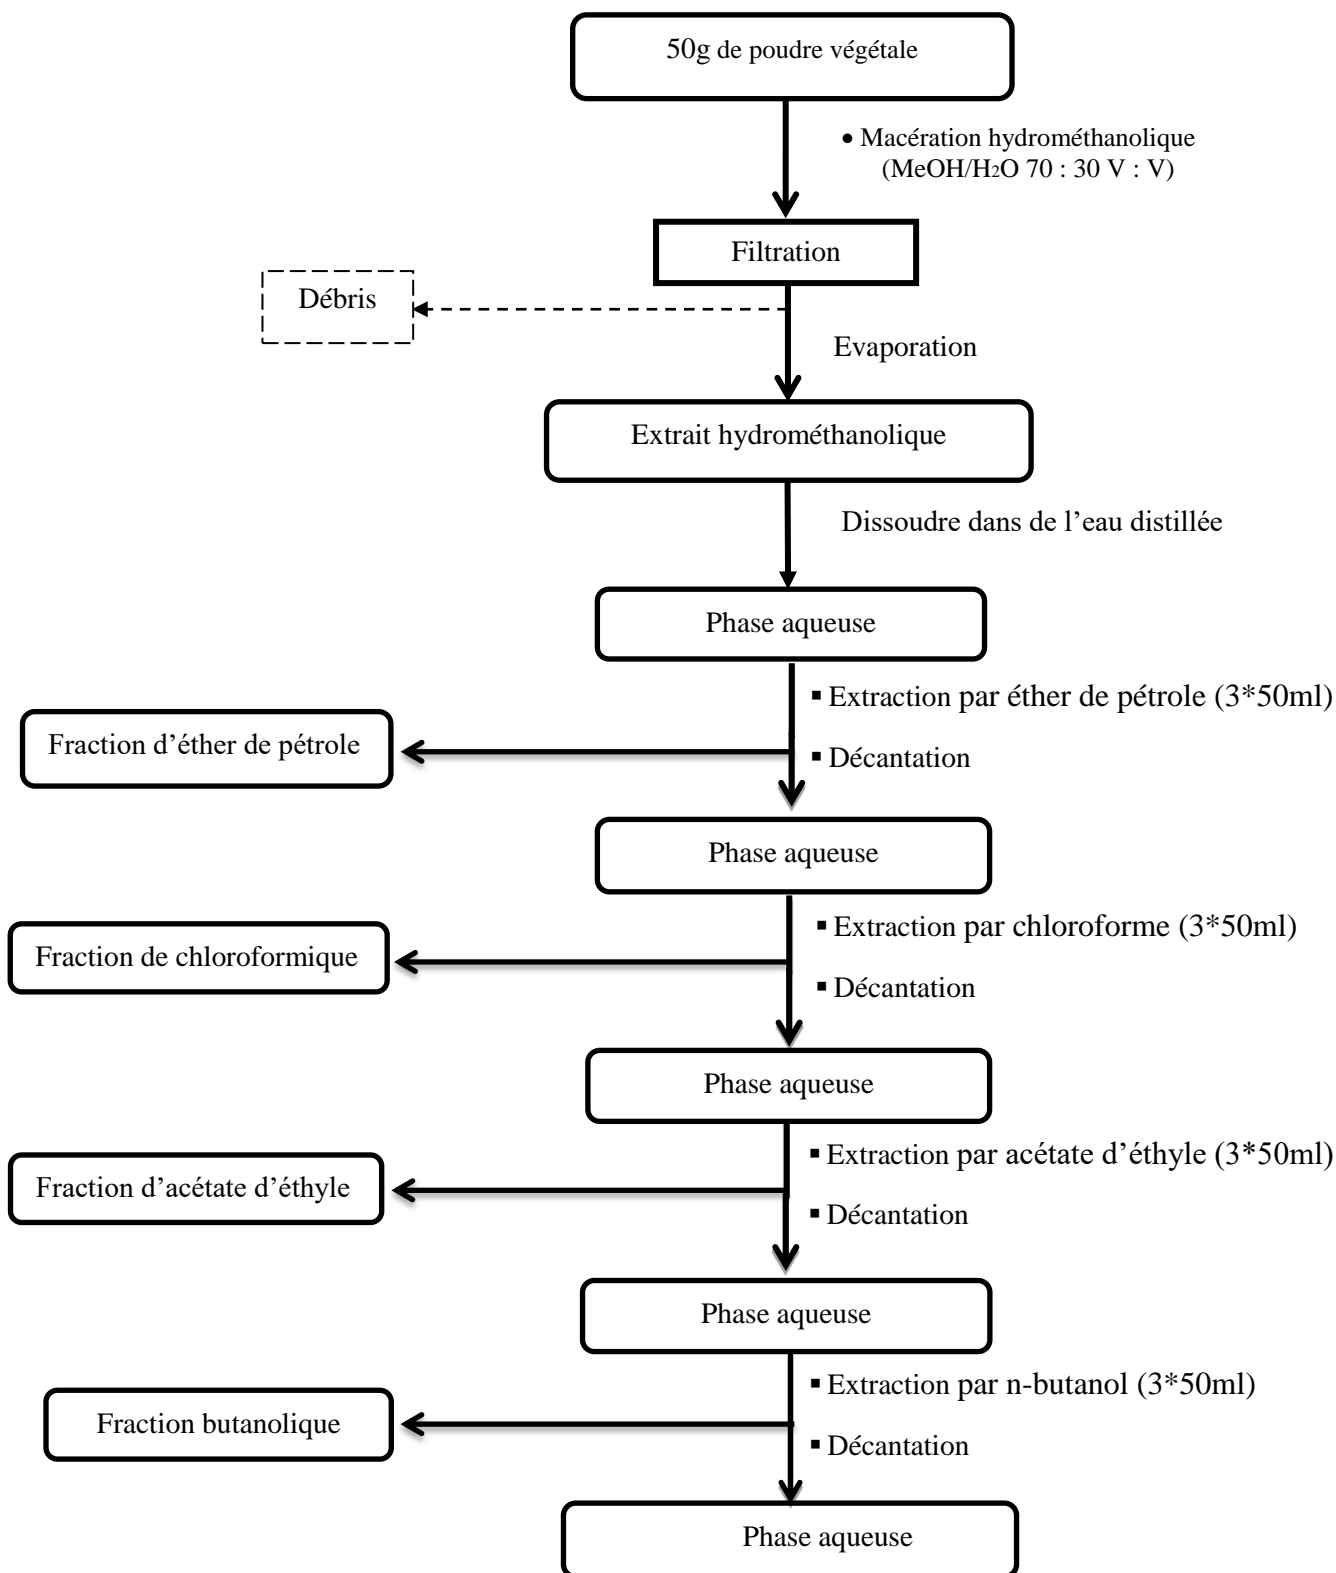 50g de poudre végétale
• Macération hydrométhanolique
(MeOH/H2O 70 : 30 V : V)
Filtration
Débris
Evaporation
Extrait hydrométhanolique
Dissoudre dans de l’eau distillée
Phase aqueuse
▪ Extraction par éther de pétrole (3*50ml)
Fraction d’éther de pétrole
▪ Décantation
Phase aqueuse
▪ Extraction par chloroforme (3*50ml)
Fraction de chloroformique
▪ Décantation
Phase aqueuse
▪ Extraction par acétate d’éthyle (3*50ml)
Fraction d’acétate d’éthyle
▪ Décantation
Phase aqueuse
▪ Extraction par n-butanol (3*50ml)
Fraction butanolique
▪ Décantation
Phase aqueuse